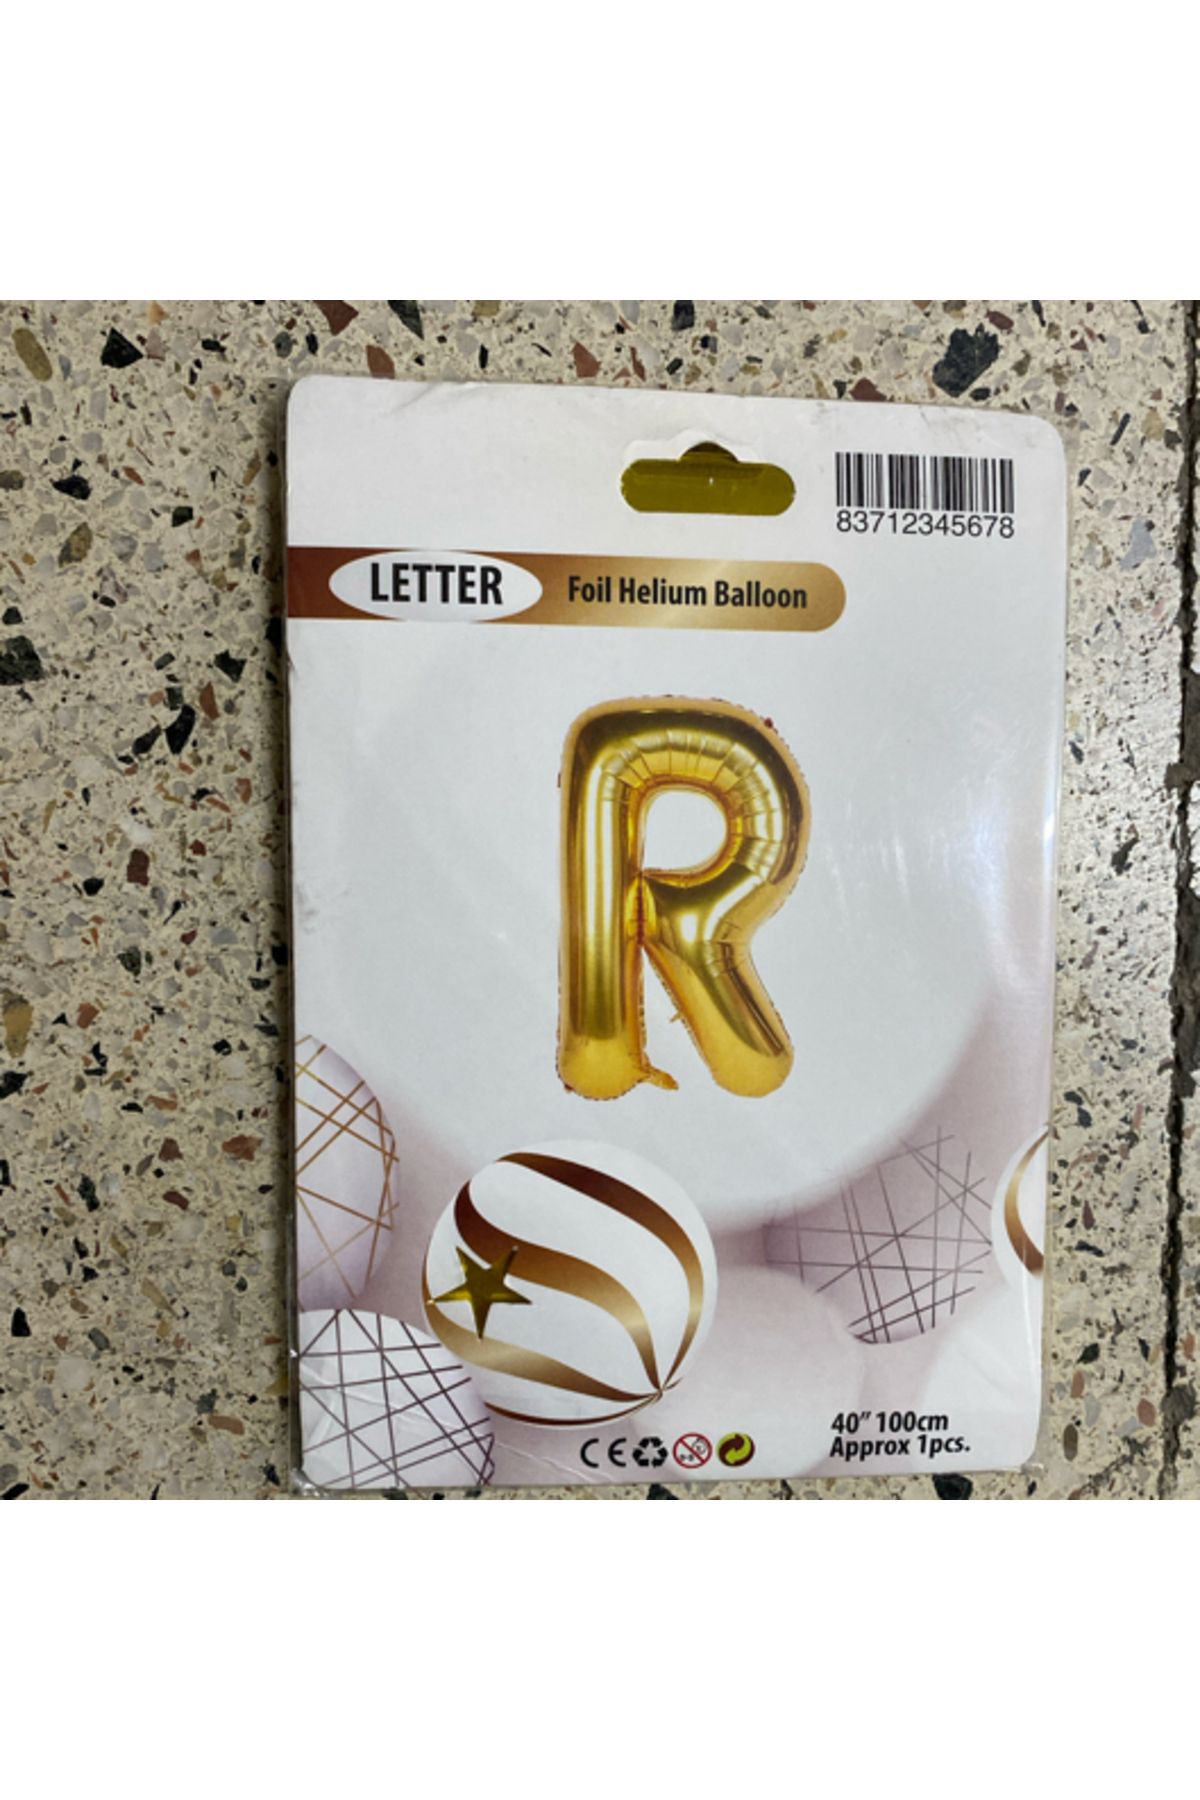 83712345678
LETTER Foil Helium Balloon
R
CE
40" 100cm
Approx 1pcs.